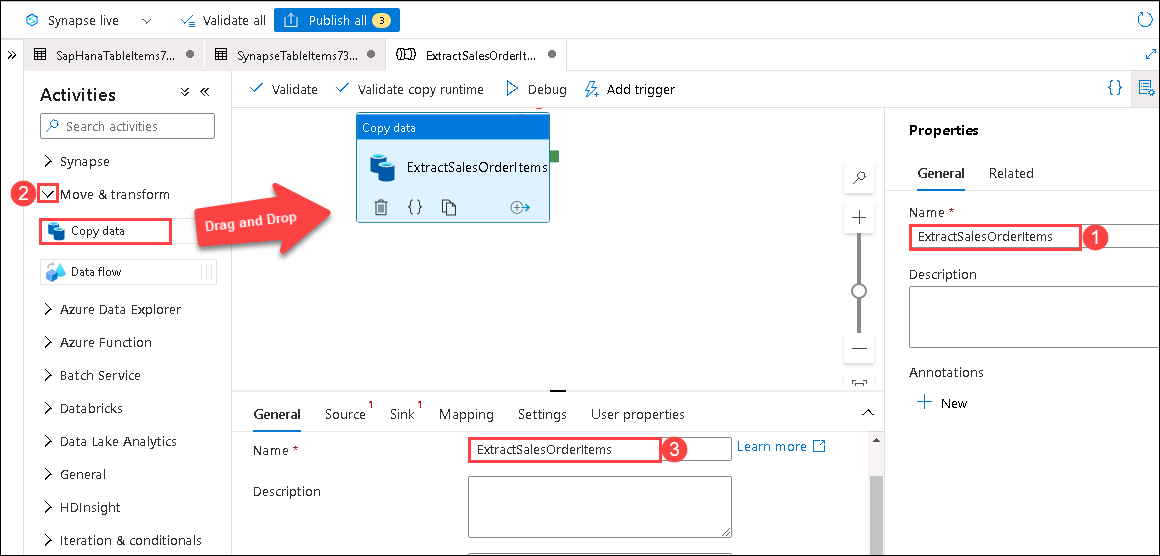 Synapse live
Validate all
Publish all 3
SapHanaTableItems7...
SynapseTableItems73...
ExtractSalesOrderIt...
Activities
Search activities
Synapse
2
Move & transform
Copy data
Data flow
Azure Data Explorer
Azure Function
Batch Service
Databricks
Data Lake Analytics
General
HDInsight
Iteration & conditionals
Validate
Validate copy runtime
Debug
Add trigger
{}
Drag and Drop
Copy data
ExtractSalesOrderItems
{}
General
Source 1
Sink 1
Mapping
Settings
User properties
Name *
ExtractSalesOrderItems
3
Learn more
Description
Properties
General
Related
Name *
ExtractSalesOrderItems
1
Description
Annotations
New